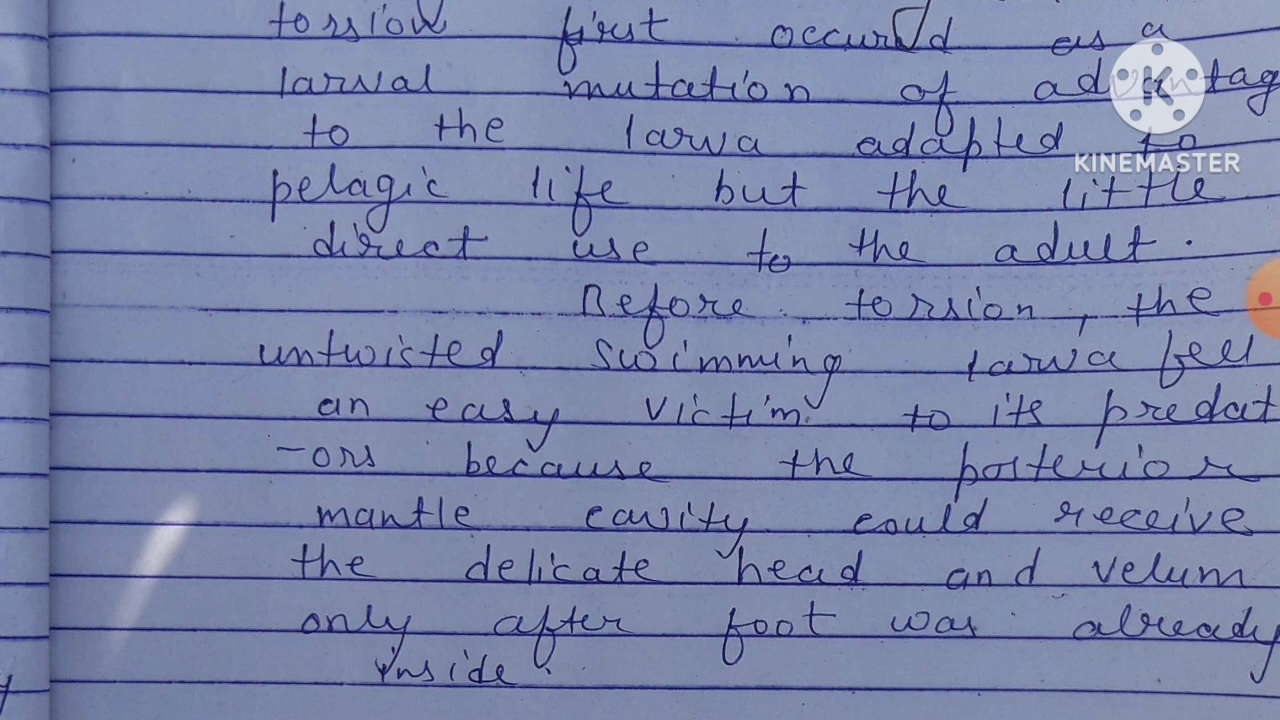 torsion first occurd as a
larval mutation of advantag
to the larva adapted to
KINEMASTER
pelagic life but the little
direct use to the adult.
Before torsion, the
untwisted swimming larva fell
an easy victim to its predat
-ors because the posterior
mantle cavity could receive
the delicate head and velum
only after foot was already
inside.